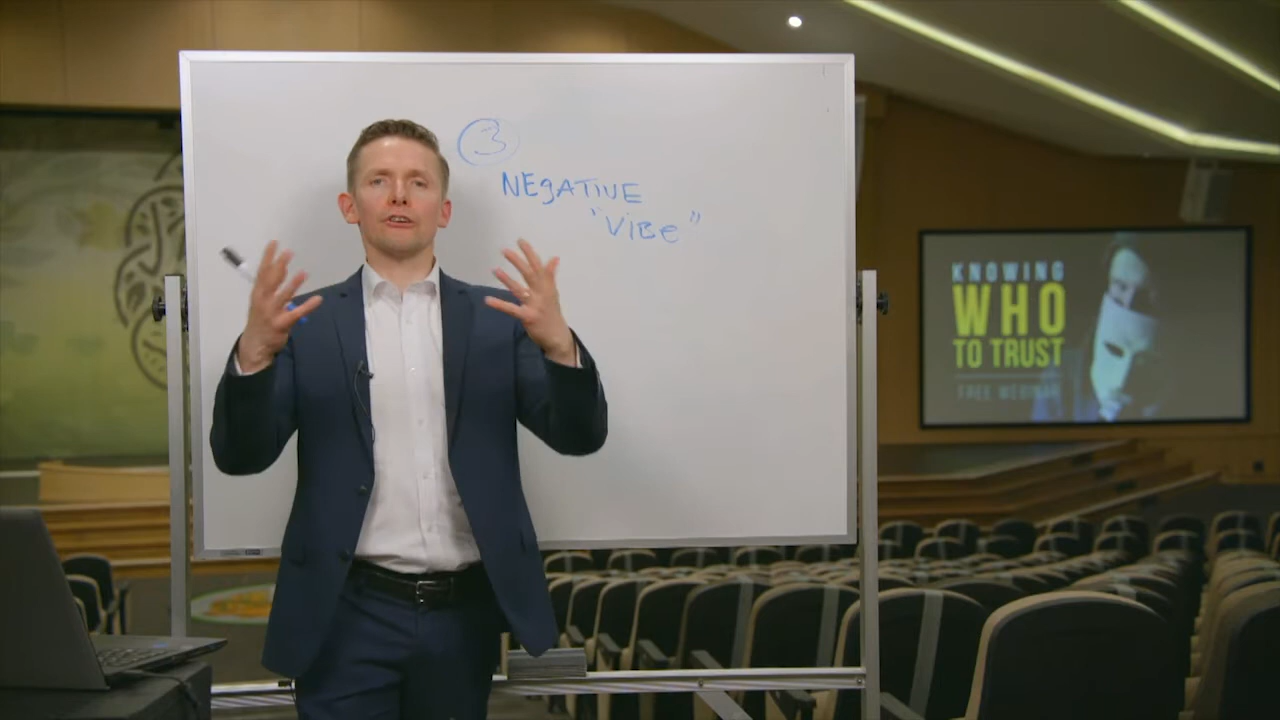 3
NEgATIVE
"ViBe"
KNOWING
WHO
TO TRUST
FREE WEBINAR